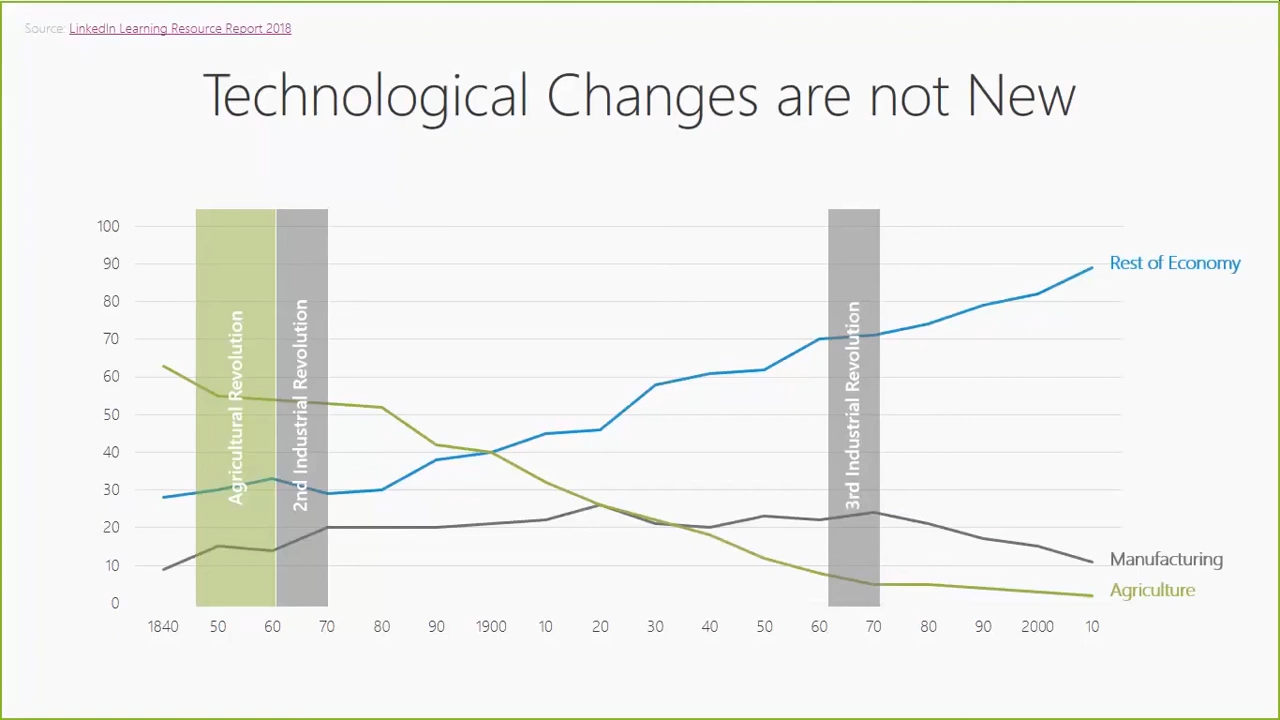 Source: LinkedIn Learning Resource Report 2018
Technological Changes are not New
100
90
80
70
60
50
40
30
20
10
0
Agricultural Revolution
2nd Industrial Revolution
3rd Industrial Revolution
Rest of Economy
Manufacturing
Agriculture
1840 50 60 70 80 90 1900 10 20 30 40 50 60 70 80 90 2000 10